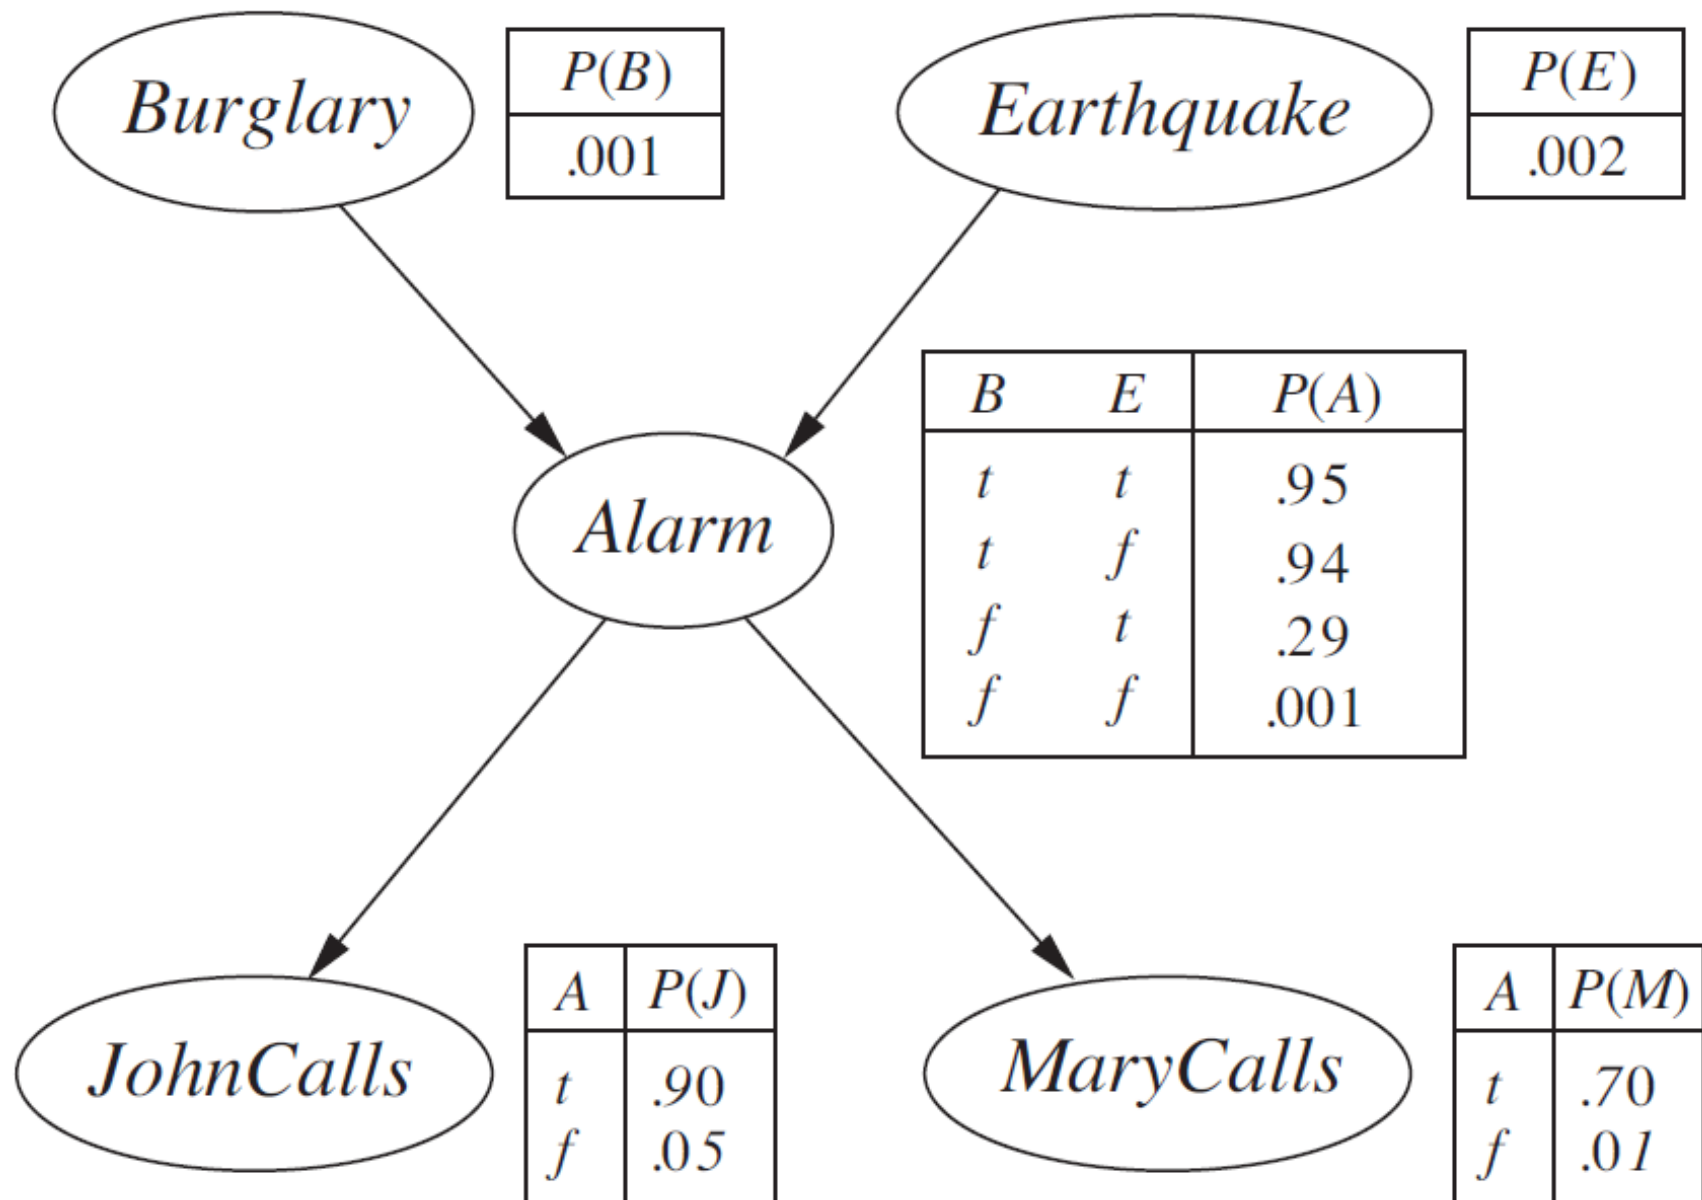 Burglary
P(B)
.001
Earthquake
P(E)
.002
Alarm
B E P(A)
t t .95
t f .94
f t .29
f f .001
JohnCalls
A P(J)
t .90
f .05
MaryCalls
A P(M)
t .70
f .01